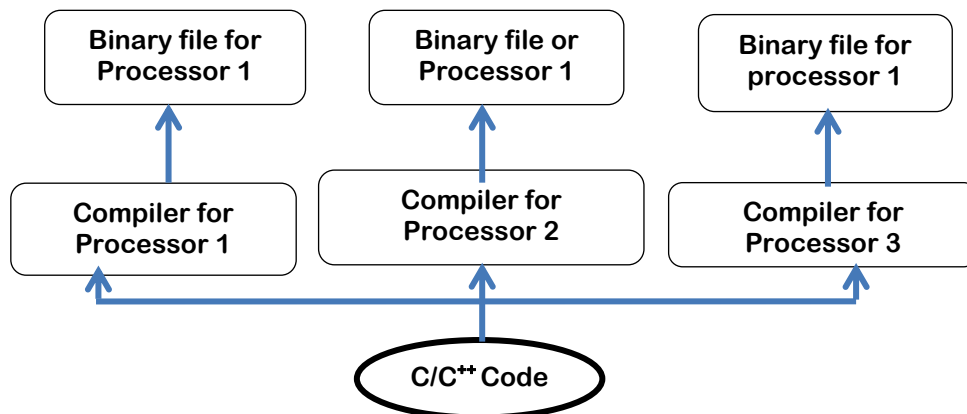 Binary file for
Processor 1
Binary file or
Processor 1
Binary file for
processor 1
Compiler for
Processor 1
Compiler for
Processor 2
Compiler for
Processor 3
C/C⁺⁺ Code